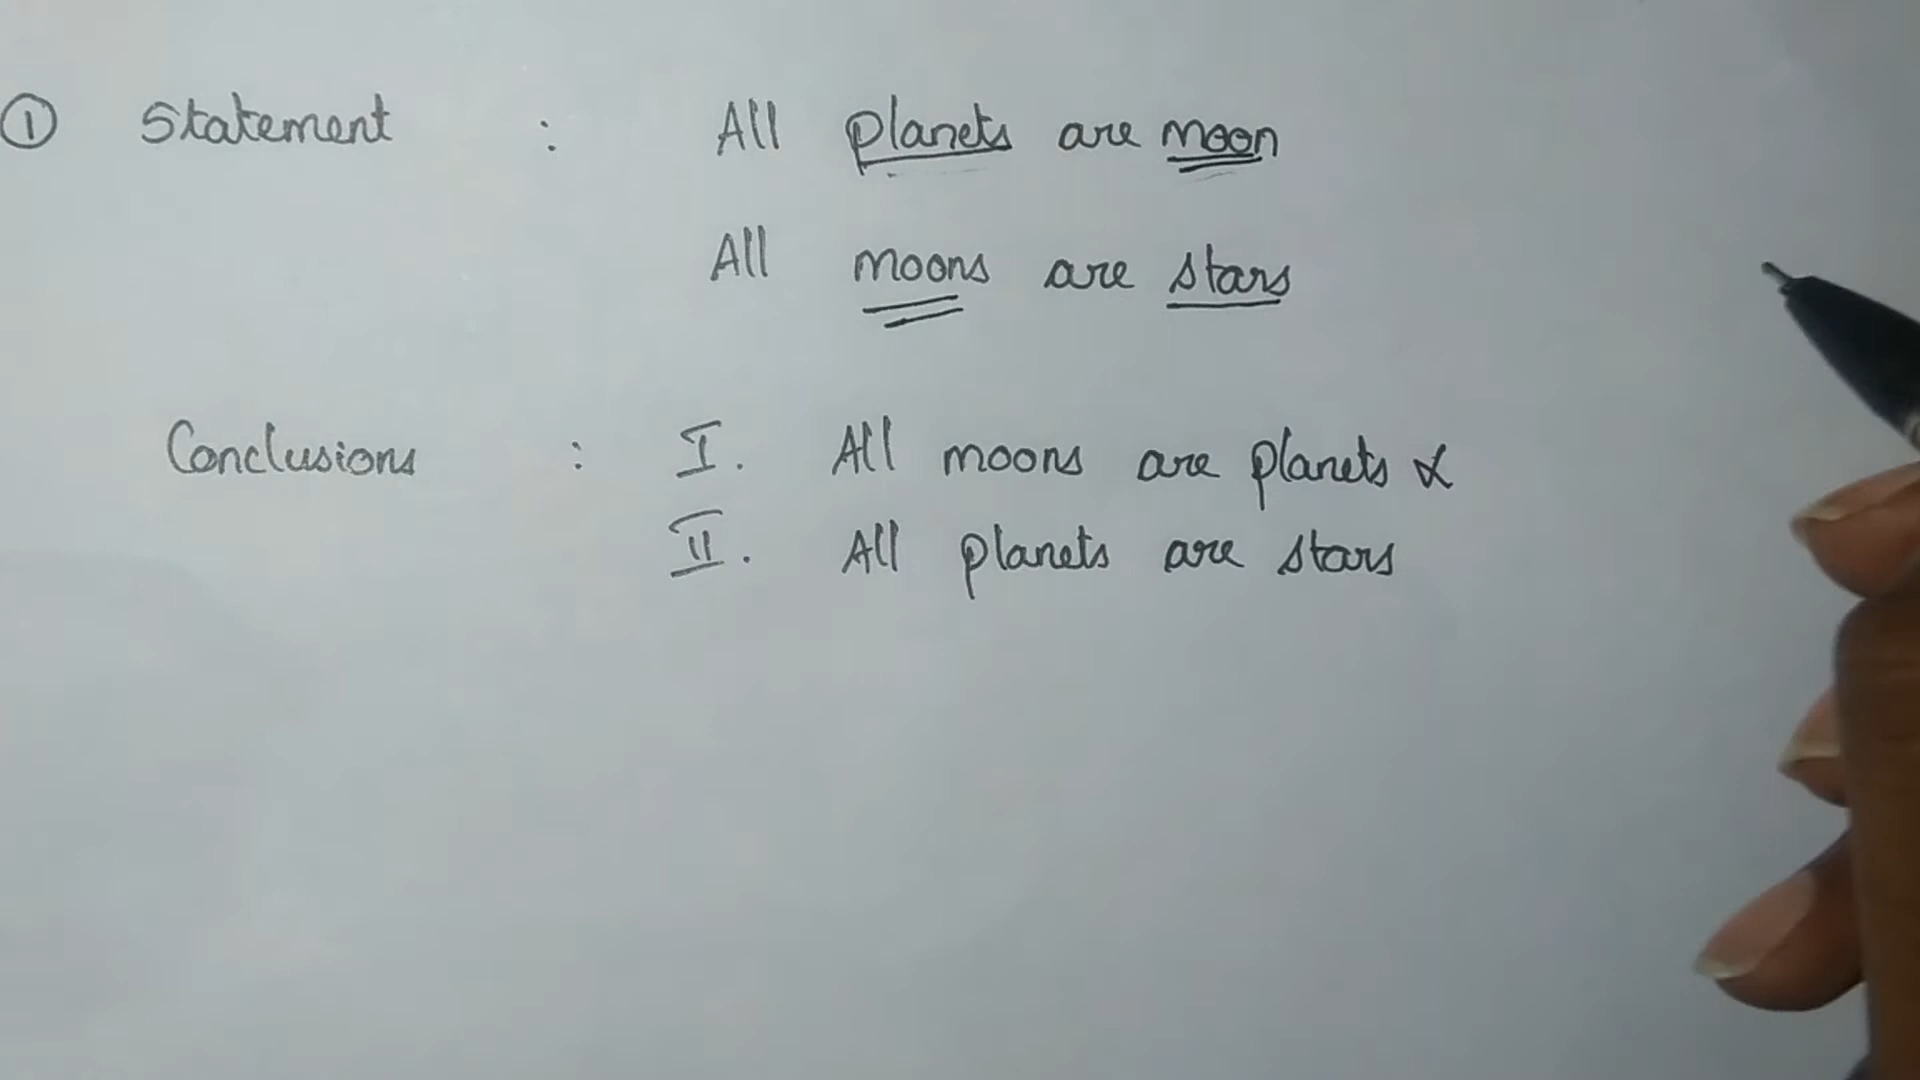 ① Statement : All planets are moon
All moons are stars
Conclusions : I. All moons are planets x
II. All planets are stars